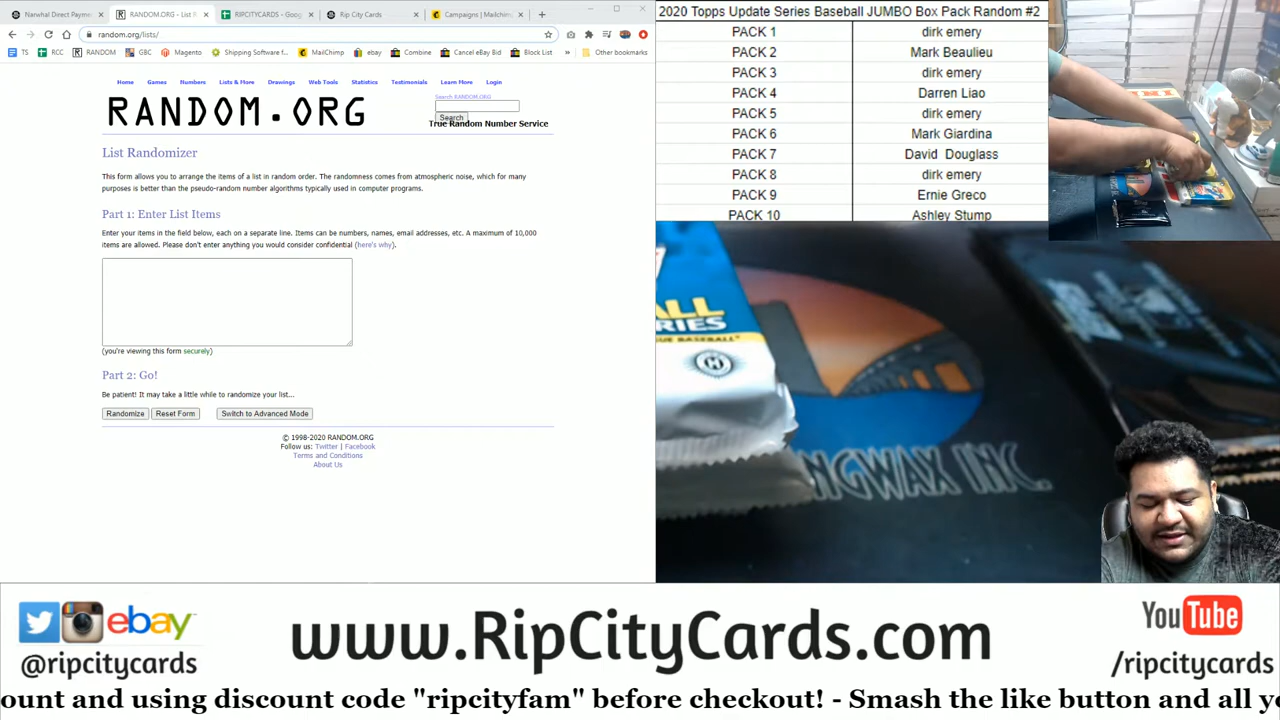 Narwhal Direct Payme
RANDOM.ORG - List R
RIPCITYCARDS - Goog
Rip City Cards
Campaigns | Mailchim
random.org/lists/
TS
RCC
RANDOM
GBC
Magento
Shipping Software f...
MailChimp
ebay
Combine
Cancel eBay Bid
Block List
Other bookmarks
Home Games Numbers Lists & More Drawings Web Tools Statistics Testimonials Learn More Login
RANDOM.ORG
Search RANDOM.ORG
Search
True Random Number Service
List Randomizer
This form allows you to arrange the items of a list in random order. The randomness comes from atmospheric noise, which for many
purposes is better than the pseudo-random number algorithms typically used in computer programs.
Part 1: Enter List Items
Enter your items in the field below, each on a separate line. Items can be numbers, names, email addresses, etc. A maximum of 10,000
items are allowed. Please don't enter anything you would consider confidential (here's why).
(you're viewing this form securely)
Part 2: Go!
Be patient! It may take a little while to randomize your list...
Randomize Reset Form Switch to Advanced Mode
© 1998-2020 RANDOM.ORG
Follow us: Twitter | Facebook
Terms and Conditions
About Us
2020 Topps Update Series Baseball JUMBO Box Pack Random #2
PACK 1 dirk emery
PACK 2 Mark Beaulieu
PACK 3 dirk emery
PACK 4 Darren Liao
PACK 5 dirk emery
PACK 6 Mark Giardina
PACK 7 David Douglass
PACK 8 dirk emery
PACK 9 Ernie Greco
PACK 10 Ashley Stump
ALL
RIES
UE BASEBALL
H
NGWAX INC.
ebay
@ripcitycards
www.RipCityCards.com
YouTube
/ripcitycards
ount and using discount code "ripcityfam" before checkout! - Smash the like button and all yo